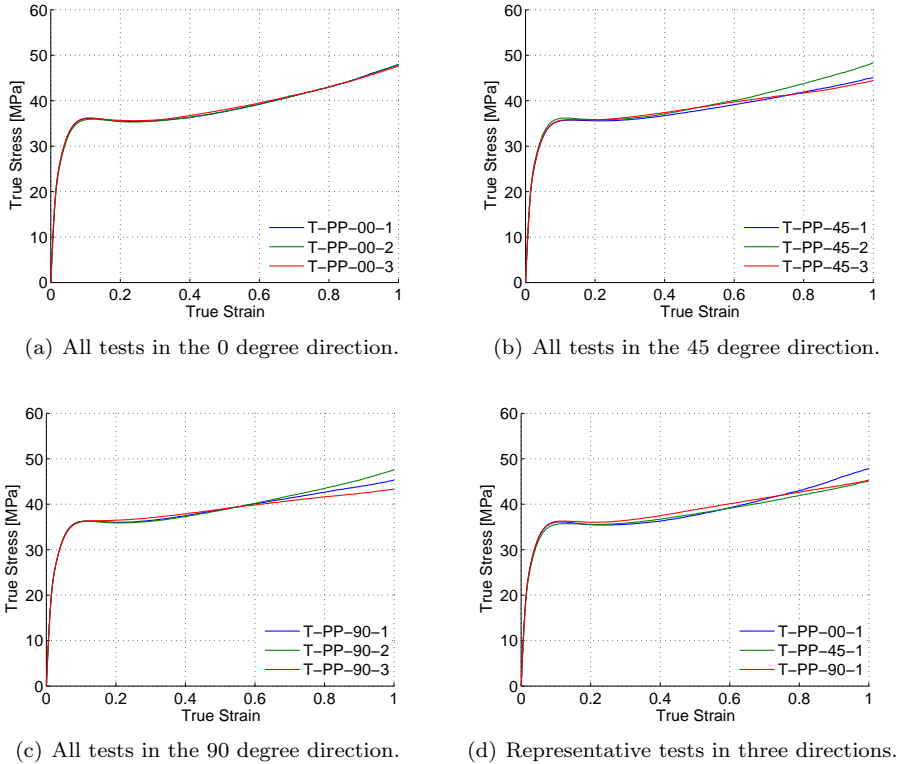 60
50
40
30
20
10
0
True Stress [MPa]
T−PP−00−1
T−PP−00−2
T−PP−00−3
0 0.2 0.4 0.6 0.8 1
True Strain
(a) All tests in the 0 degree direction.
60
50
40
30
20
10
0
True Stress [MPa]
T−PP−45−1
T−PP−45−2
T−PP−45−3
0 0.2 0.4 0.6 0.8 1
True Strain
(b) All tests in the 45 degree direction.
60
50
40
30
20
10
0
True Stress [MPa]
T−PP−90−1
T−PP−90−2
T−PP−90−3
0 0.2 0.4 0.6 0.8 1
True Strain
(c) All tests in the 90 degree direction.
60
50
40
30
20
10
0
True Stress [MPa]
T−PP−00−1
T−PP−45−1
T−PP−90−1
0 0.2 0.4 0.6 0.8 1
True Strain
(d) Representative tests in three directions.